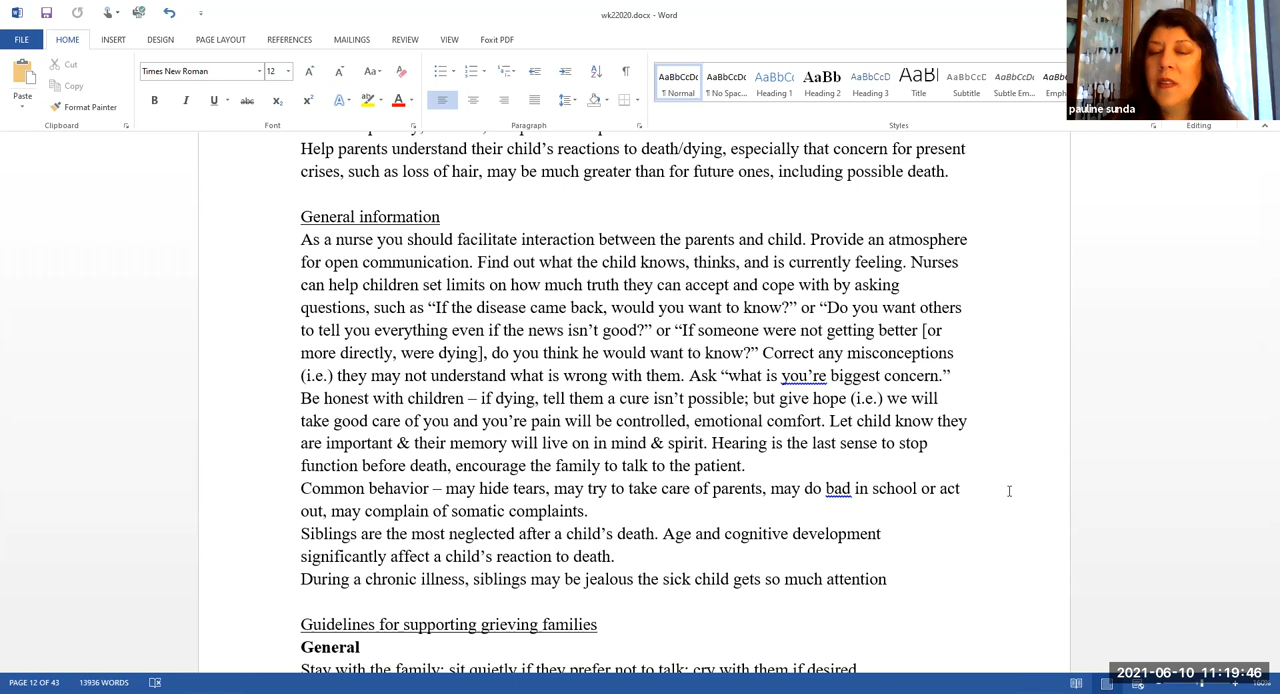 wk22020.docx - Word
FILE HOME INSERT DESIGN PAGE LAYOUT REFERENCES MAILINGS REVIEW VIEW Foxit PDF
Paste
Cut
Copy
Format Painter
Clipboard
Times New Roman 12
Font
Paragraph
AaBbCcDc AaBbCcDc AaBbCc AaBb AaBbCcD AaB AaBbCcD AaBbCcDc
¶ Normal ¶ No Spac... Heading 1 Heading 2 Heading 3 Title Subtitle Subtle Em...
Styles
Editing
pauline sunda
Help parents understand their child's reactions to death/dying, especially that concern for present
crises, such as loss of hair, may be much greater than for future ones, including possible death.
General information
As a nurse you should facilitate interaction between the parents and child. Provide an atmosphere
for open communication. Find out what the child knows, thinks, and is currently feeling. Nurses
can help children set limits on how much truth they can accept and cope with by asking
questions, such as “If the disease came back, would you want to know?” or “Do you want others
to tell you everything even if the news isn't good?” or “If someone were not getting better [or
more directly, were dying], do you think he would want to know?” Correct any misconceptions
(i.e.) they may not understand what is wrong with them. Ask “what is you're biggest concern.”
Be honest with children – if dying, tell them a cure isn't possible; but give hope (i.e.) we will
take good care of you and you're pain will be controlled, emotional comfort. Let child know they
are important & their memory will live on in mind & spirit. Hearing is the last sense to stop
function before death, encourage the family to talk to the patient.
Common behavior – may hide tears, may try to take care of parents, may do bad in school or act
out, may complain of somatic complaints.
Siblings are the most neglected after a child's death. Age and cognitive development
significantly affect a child's reaction to death.
During a chronic illness, siblings may be jealous the sick child gets so much attention
Guidelines for supporting grieving families
General
Stay with the family; sit quietly if they prefer not to talk; cry with them if desired
PAGE 12 OF 43 13936 WORDS
2021-06-10 11:19:46